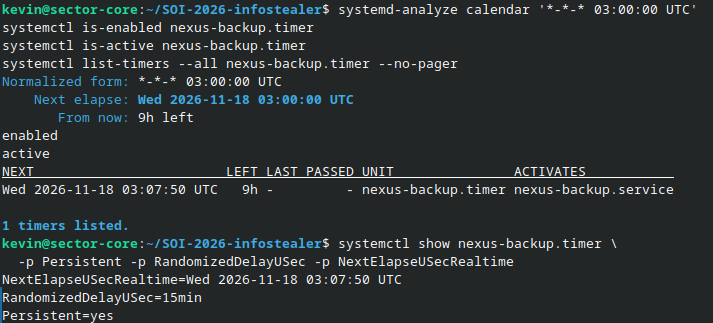 kevin@sector-core:~/SOI-2026-infostealer$ systemd-analyze calendar '*-*-* 03:00:00 UTC'
systemctl is-enabled nexus-backup.timer
systemctl is-active nexus-backup.timer
systemctl list-timers --all nexus-backup.timer --no-pager
Normalized form: *-*-* 03:00:00 UTC
    Next elapse: Wed 2026-11-18 03:00:00 UTC
       From now: 9h left
enabled
active
NEXT                        LEFT LAST PASSED UNIT               ACTIVATES
Wed 2026-11-18 03:07:50 UTC   9h -         - nexus-backup.timer nexus-backup.service

1 timers listed.
kevin@sector-core:~/SOI-2026-infostealer$ systemctl show nexus-backup.timer \
  -p Persistent -p RandomizedDelayUSec -p NextElapseUSecRealtime
NextElapseUSecRealtime=Wed 2026-11-18 03:07:50 UTC
RandomizedDelayUSec=15min
Persistent=yes